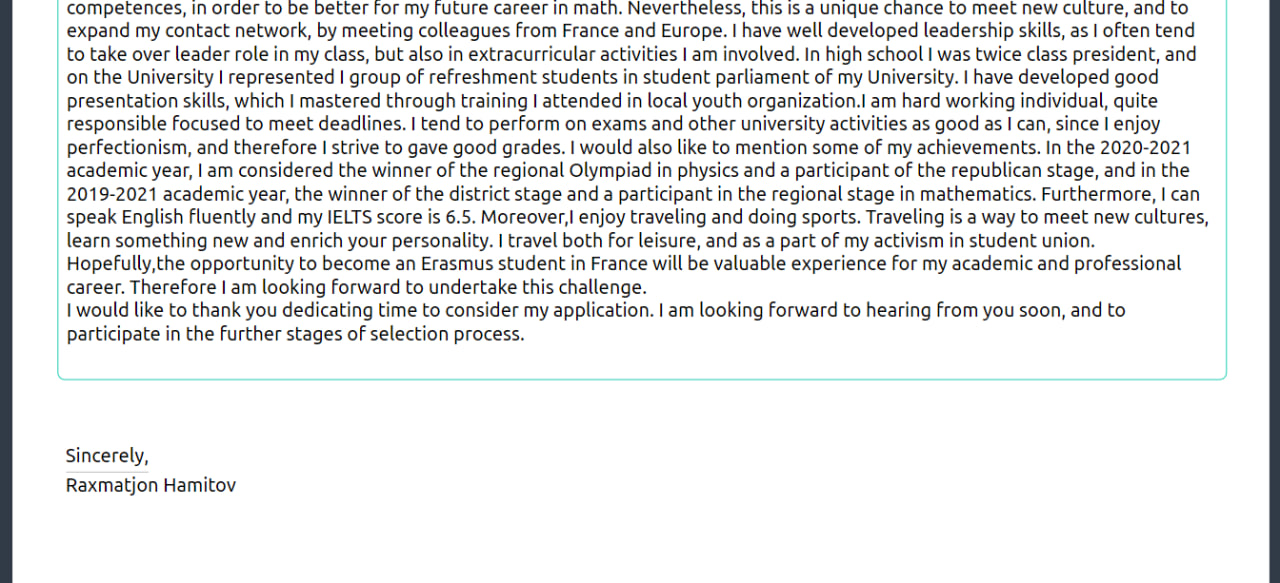 competences, in order to be better for my future career in math. Nevertheless, this is a unique chance to meet new culture, and to
expand my contact network, by meeting colleagues from France and Europe. I have well developed leadership skills, as I often tend
to take over leader role in my class, but also in extracurricular activities I am involved. In high school I was twice class president, and
on the University I represented I group of refreshment students in student parliament of my University. I have developed good
presentation skills, which I mastered through training I attended in local youth organization.I am hard working individual, quite
responsible focused to meet deadlines. I tend to perform on exams and other university activities as good as I can, since I enjoy
perfectionism, and therefore I strive to gave good grades. I would also like to mention some of my achievements. In the 2020-2021
academic year, I am considered the winner of the regional Olympiad in physics and a participant of the republican stage, and in the
2019-2021 academic year, the winner of the district stage and a participant in the regional stage in mathematics. Furthermore, I can
speak English fluently and my IELTS score is 6.5. Moreover,I enjoy traveling and doing sports. Traveling is a way to meet new cultures,
learn something new and enrich your personality. I travel both for leisure, and as a part of my activism in student union.
Hopefully,the opportunity to become an Erasmus student in France will be valuable experience for my academic and professional
career. Therefore I am looking forward to undertake this challenge.
I would like to thank you dedicating time to consider my application. I am looking forward to hearing from you soon, and to
participate in the further stages of selection process.
Sincerely,
Raxmatjon Hamitov